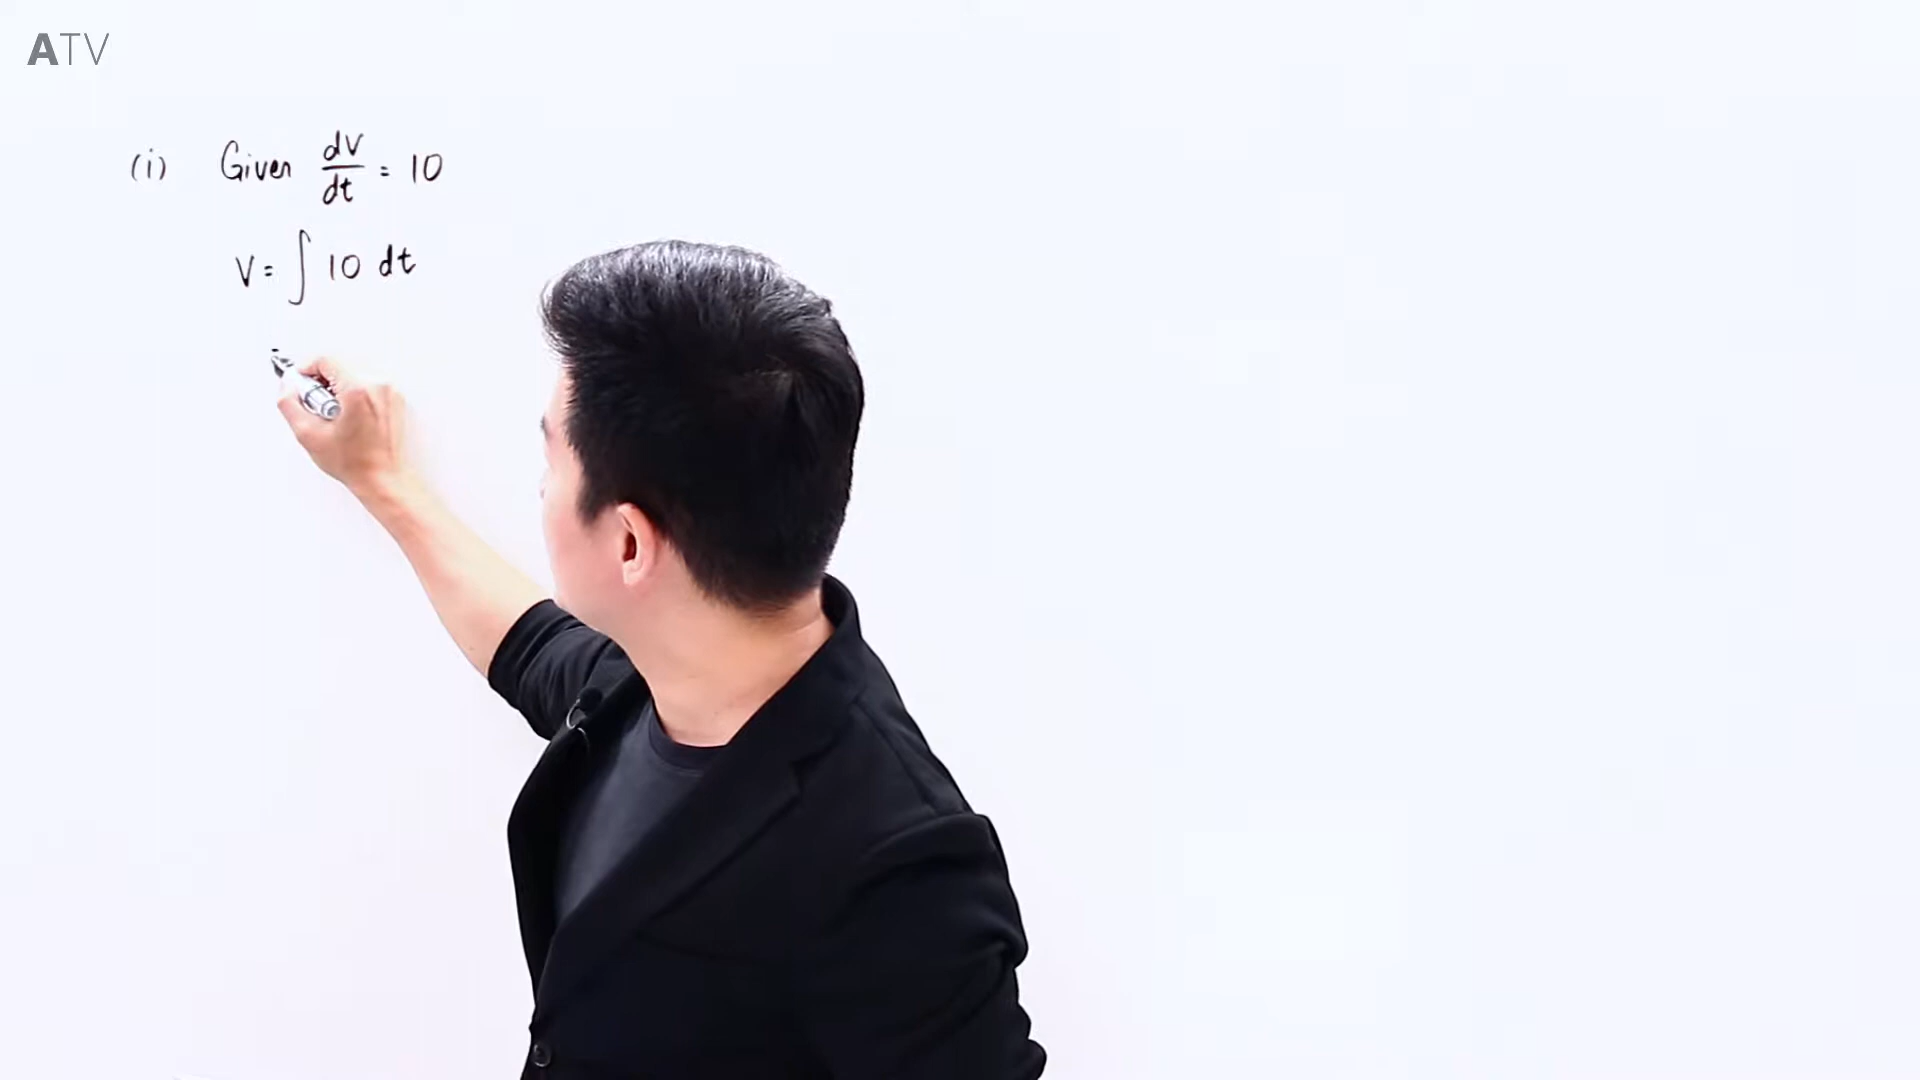 ATV
(i) Given dV/dt = 10
V = ∫ 10 dt